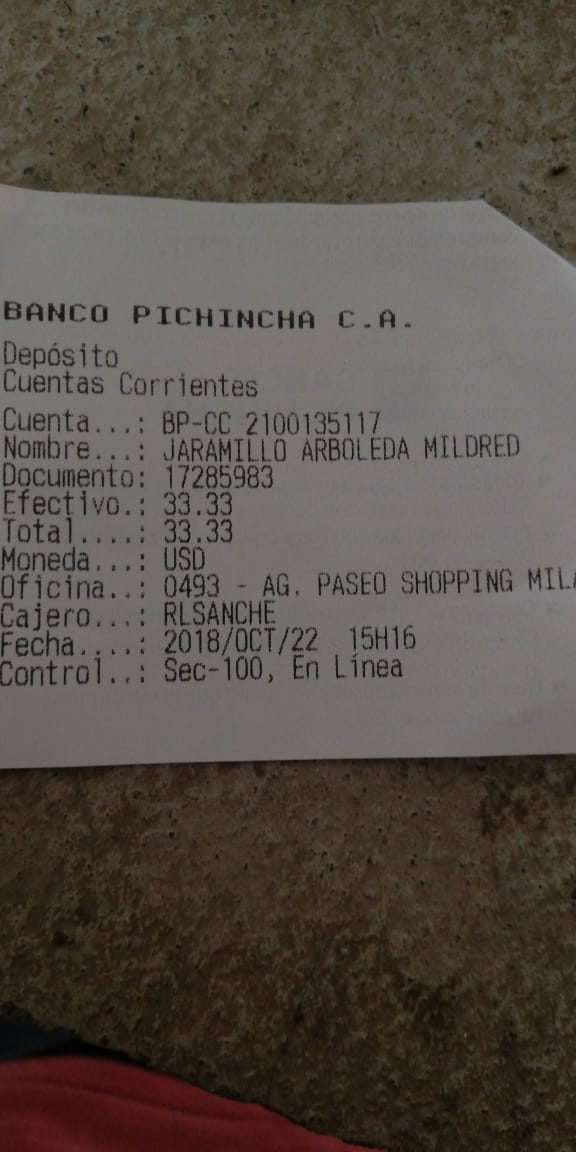 BANCO PICHINCHA C.A.
Depósito
Cuentas Corrientes
Cuenta...: BP-CC 2100135117
Nombre...: JARAMILLO ARBOLEDA MILDRED
Documento: 17285983
Efectivo.: 33.33
Total....: 33.33
Moneda...: USD
Oficina..: 0493 - AG. PASEO SHOPPING MILA
Cajero...: RLSANCHE
Fecha....: 2018/OCT/22 15H16
Control..: Sec-100, En Línea